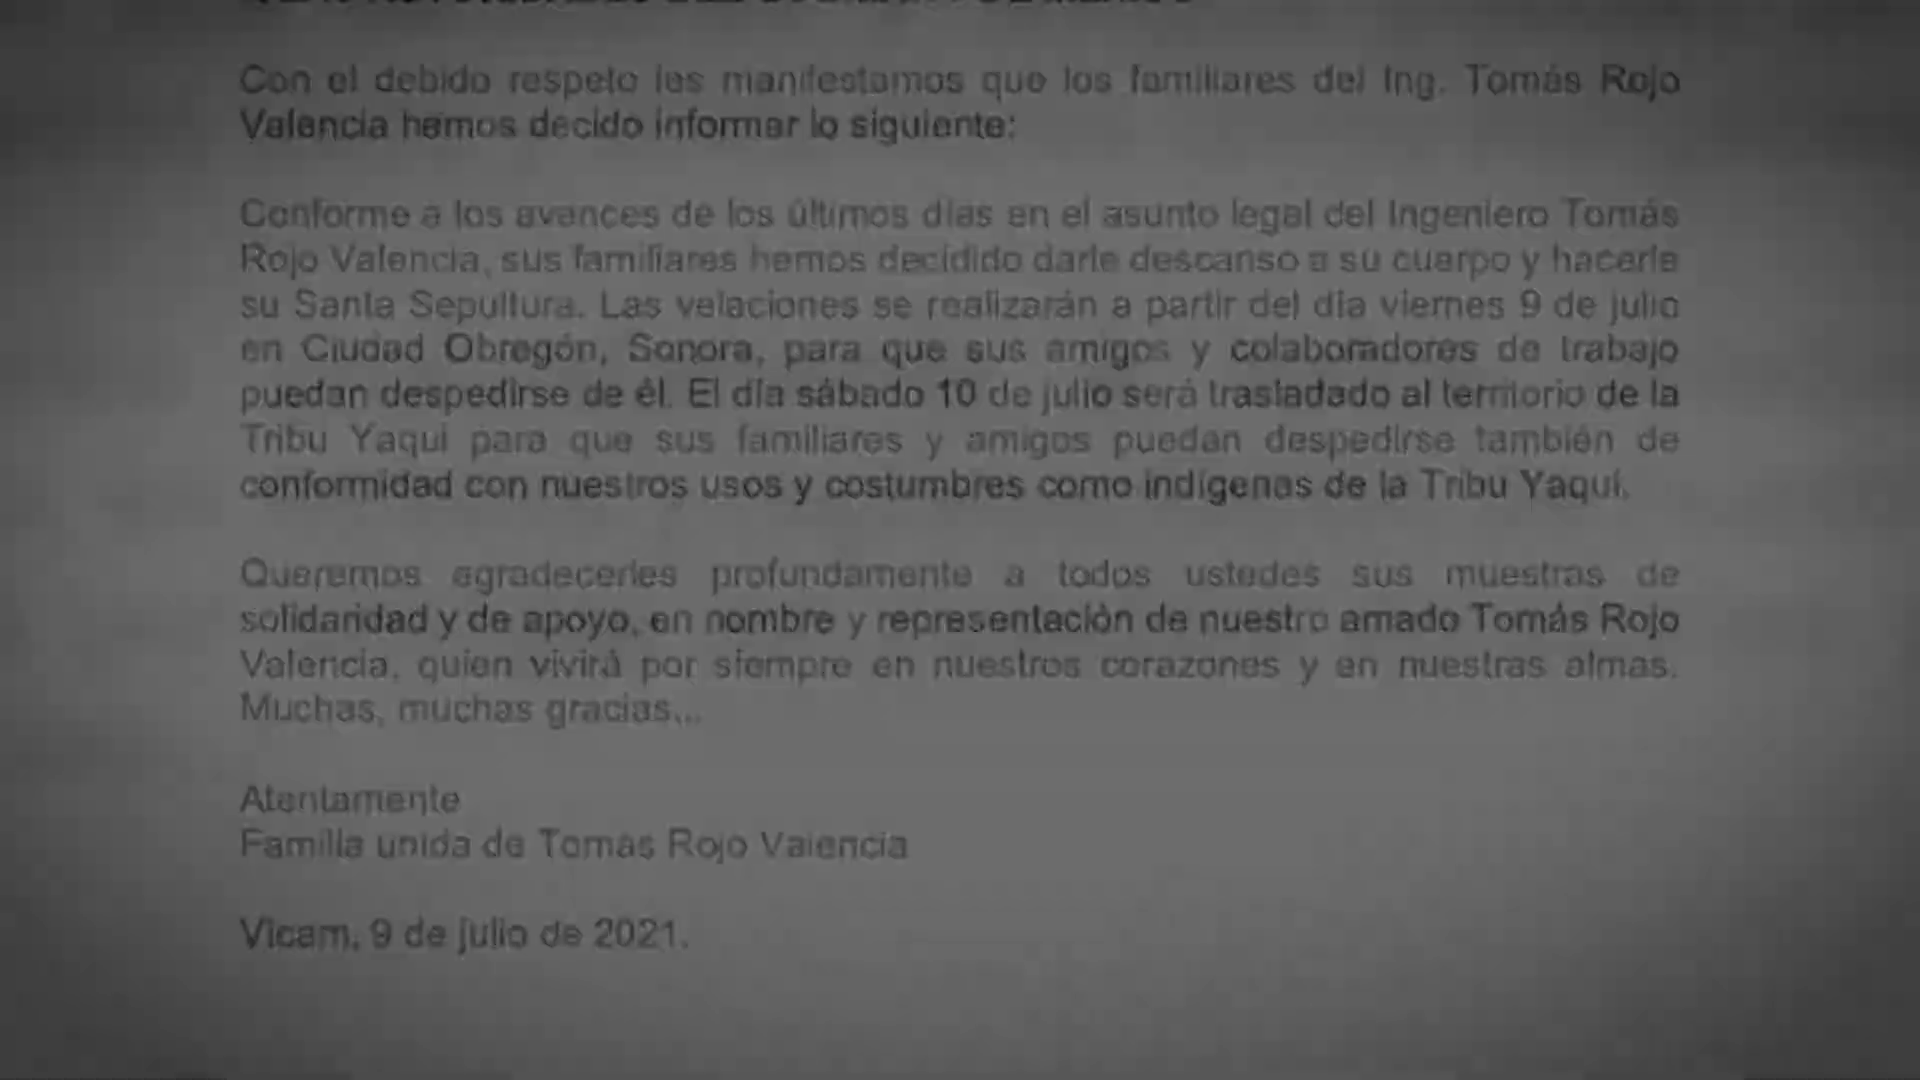 Con el debido respeto les manifestamos que los familiares del Ing. Tomás Rojo
Valencia hemos decido informar lo siguiente:
Conforme a los avances de los últimos días en el asunto legal del Ingeniero Tomás
Rojo Valencia, sus familiares hemos decidido darle descanso a su cuerpo y hacerle
su Santa Sepultura. Las velaciones se realizarán a partir del día viernes 9 de julio
en Ciudad Obregón, Sonora, para que sus amigos y colaboradores de trabajo
puedan despedirse de él. El día sábado 10 de julio será trasladado al territorio de la
Tribu Yaqui para que sus familiares y amigos puedan despedirse también de
conformidad con nuestros usos y costumbres como indígenas de la Tribu Yaqui.
Queremos agradecerles profundamente a todos ustedes sus muestras de
solidaridad y de apoyo, en nombre y representación de nuestro amado Tomás Rojo
Valencia, quien vivirá por siempre en nuestros corazones y en nuestras almas.
Muchas, muchas gracias...
Atentamente
Familia unida de Tomás Rojo Valencia
Vicam, 9 de julio de 2021.